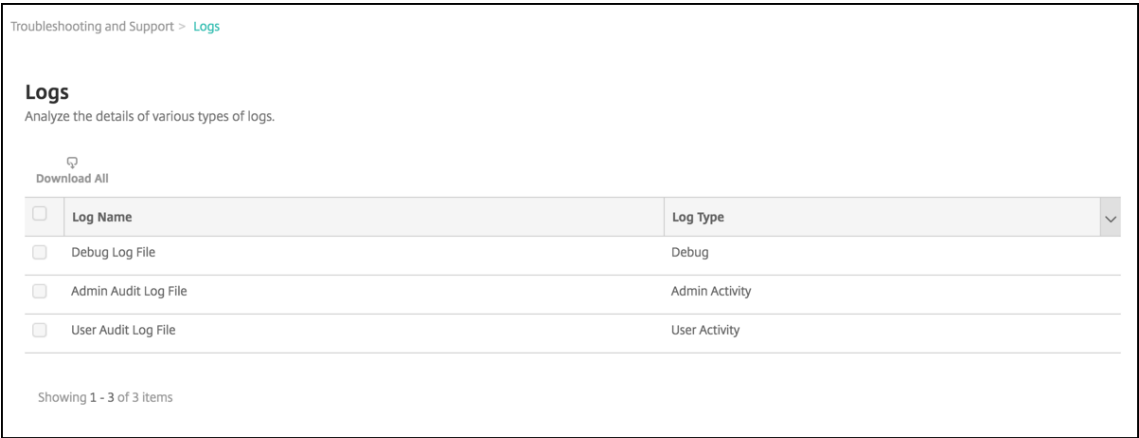 Troubleshooting and Support > Logs
Logs
Analyze the details of various types of logs.
Download All
Log Name Log Type
Debug Log File Debug
Admin Audit Log File Admin Activity
User Audit Log File User Activity
Showing 1 - 3 of 3 items